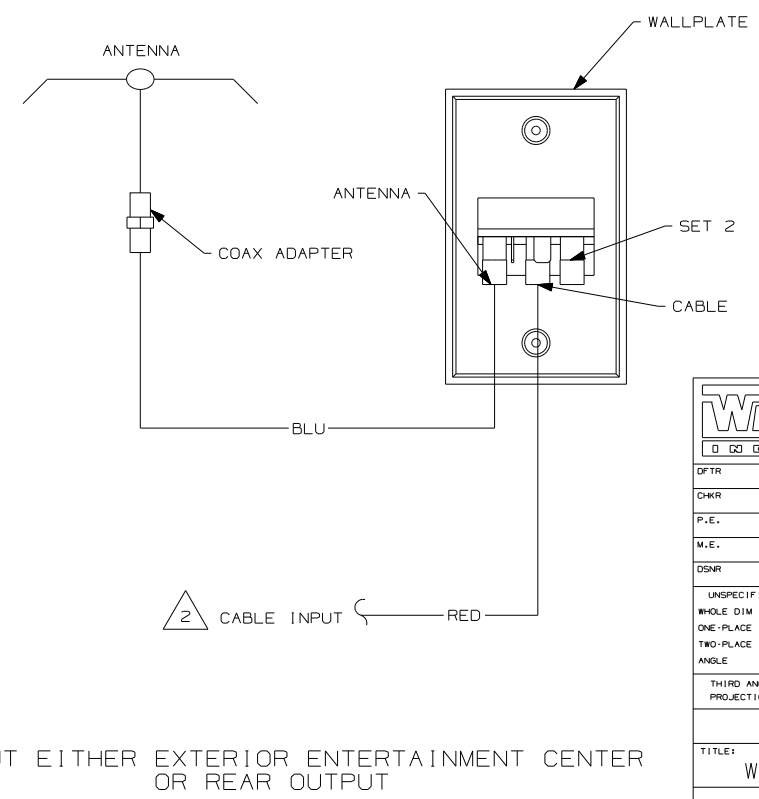 WALLPLATE
ANTENNA
ANTENNA
SET 2
COAX ADAPTER
CABLE
BLU
DFTR
CHKR
P.E.
M.E.
DSNR
2 CABLE INPUT
RED
WHOLE DIM
ONE-PLACE
TWO-PLACE
ANGLE
THIRD
TITLE:
EITHER EXTERIOR ENTERTAINMENT CENTER
OR REAR OUTPUT